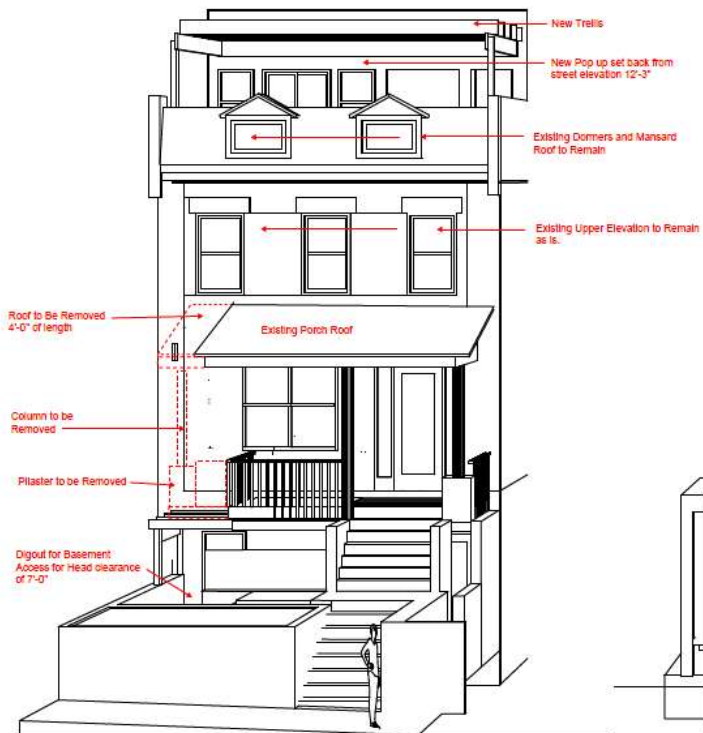 New Trellis
New Pop up set back from
street elevation 12'-3"
Existing Dormers and Mansard
Roof to Remain
Existing Upper Elevation to Remain
as is.
Roof to Be Removed
4'-0" of length
Existing Porch Roof
Column to be
Removed
Pilaster to be Removed
Digout for Basement
Access for Head clearance
of 7'-0"